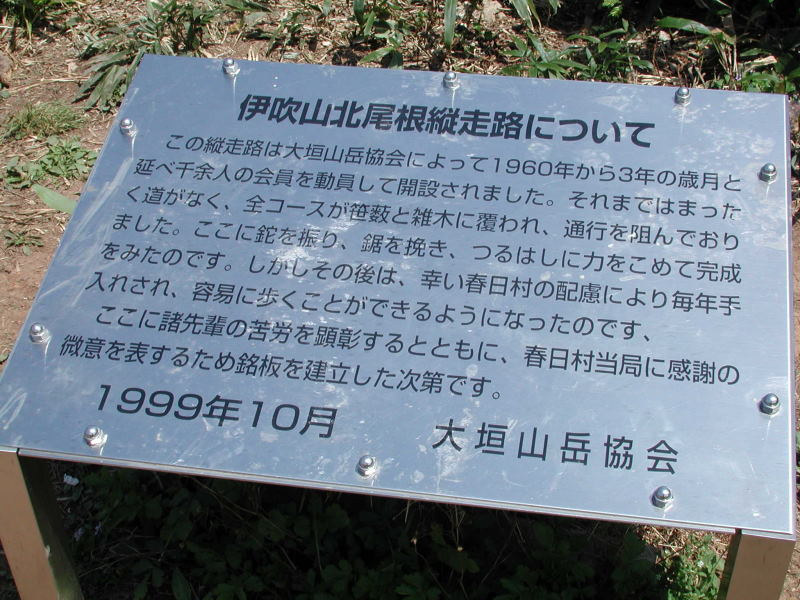 伊吹山北尾根縦走路について
この縦走路は大垣山岳協会によって1960年から3年の歳月と
延べ千余人の会員を動員して開設されました。それまではまった
く道がなく、全コースが笹薮と雑木に覆われ、通行を阻んでおり
ました。ここに鉈を振り、鋸を挽き、つるはしに力をこめて完成
をみたのです。しかしその後は、幸い春日村の配慮により毎年手
入れされ、容易に歩くことができるようになったのです、
ここに諸先輩の苦労を顕彰するとともに、春日村当局に感謝の
微意を表するため銘板を建立した次第です。
1999年10月 大垣山岳協会